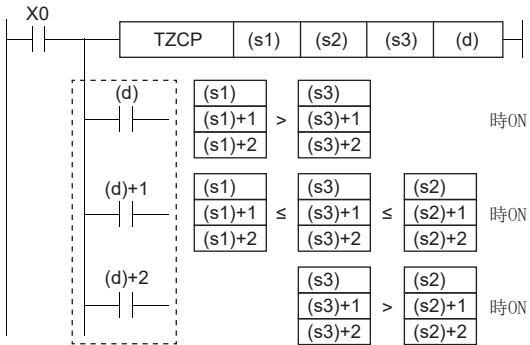 X0
TZCP (s1) (s2) (s3) (d)
(d) (s1) (s3)
(s1)+1 > (s3)+1 時ON
(s1)+2 (s3)+2
(d)+1 (s1) (s3) (s2)
(s1)+1 ≤ (s3)+1 ≤ (s2)+1 時ON
(s1)+2 (s3)+2 (s2)+2
(d)+2 (s3) (s2)
(s3)+1 > (s2)+1 時ON
(s3)+2 (s2)+2